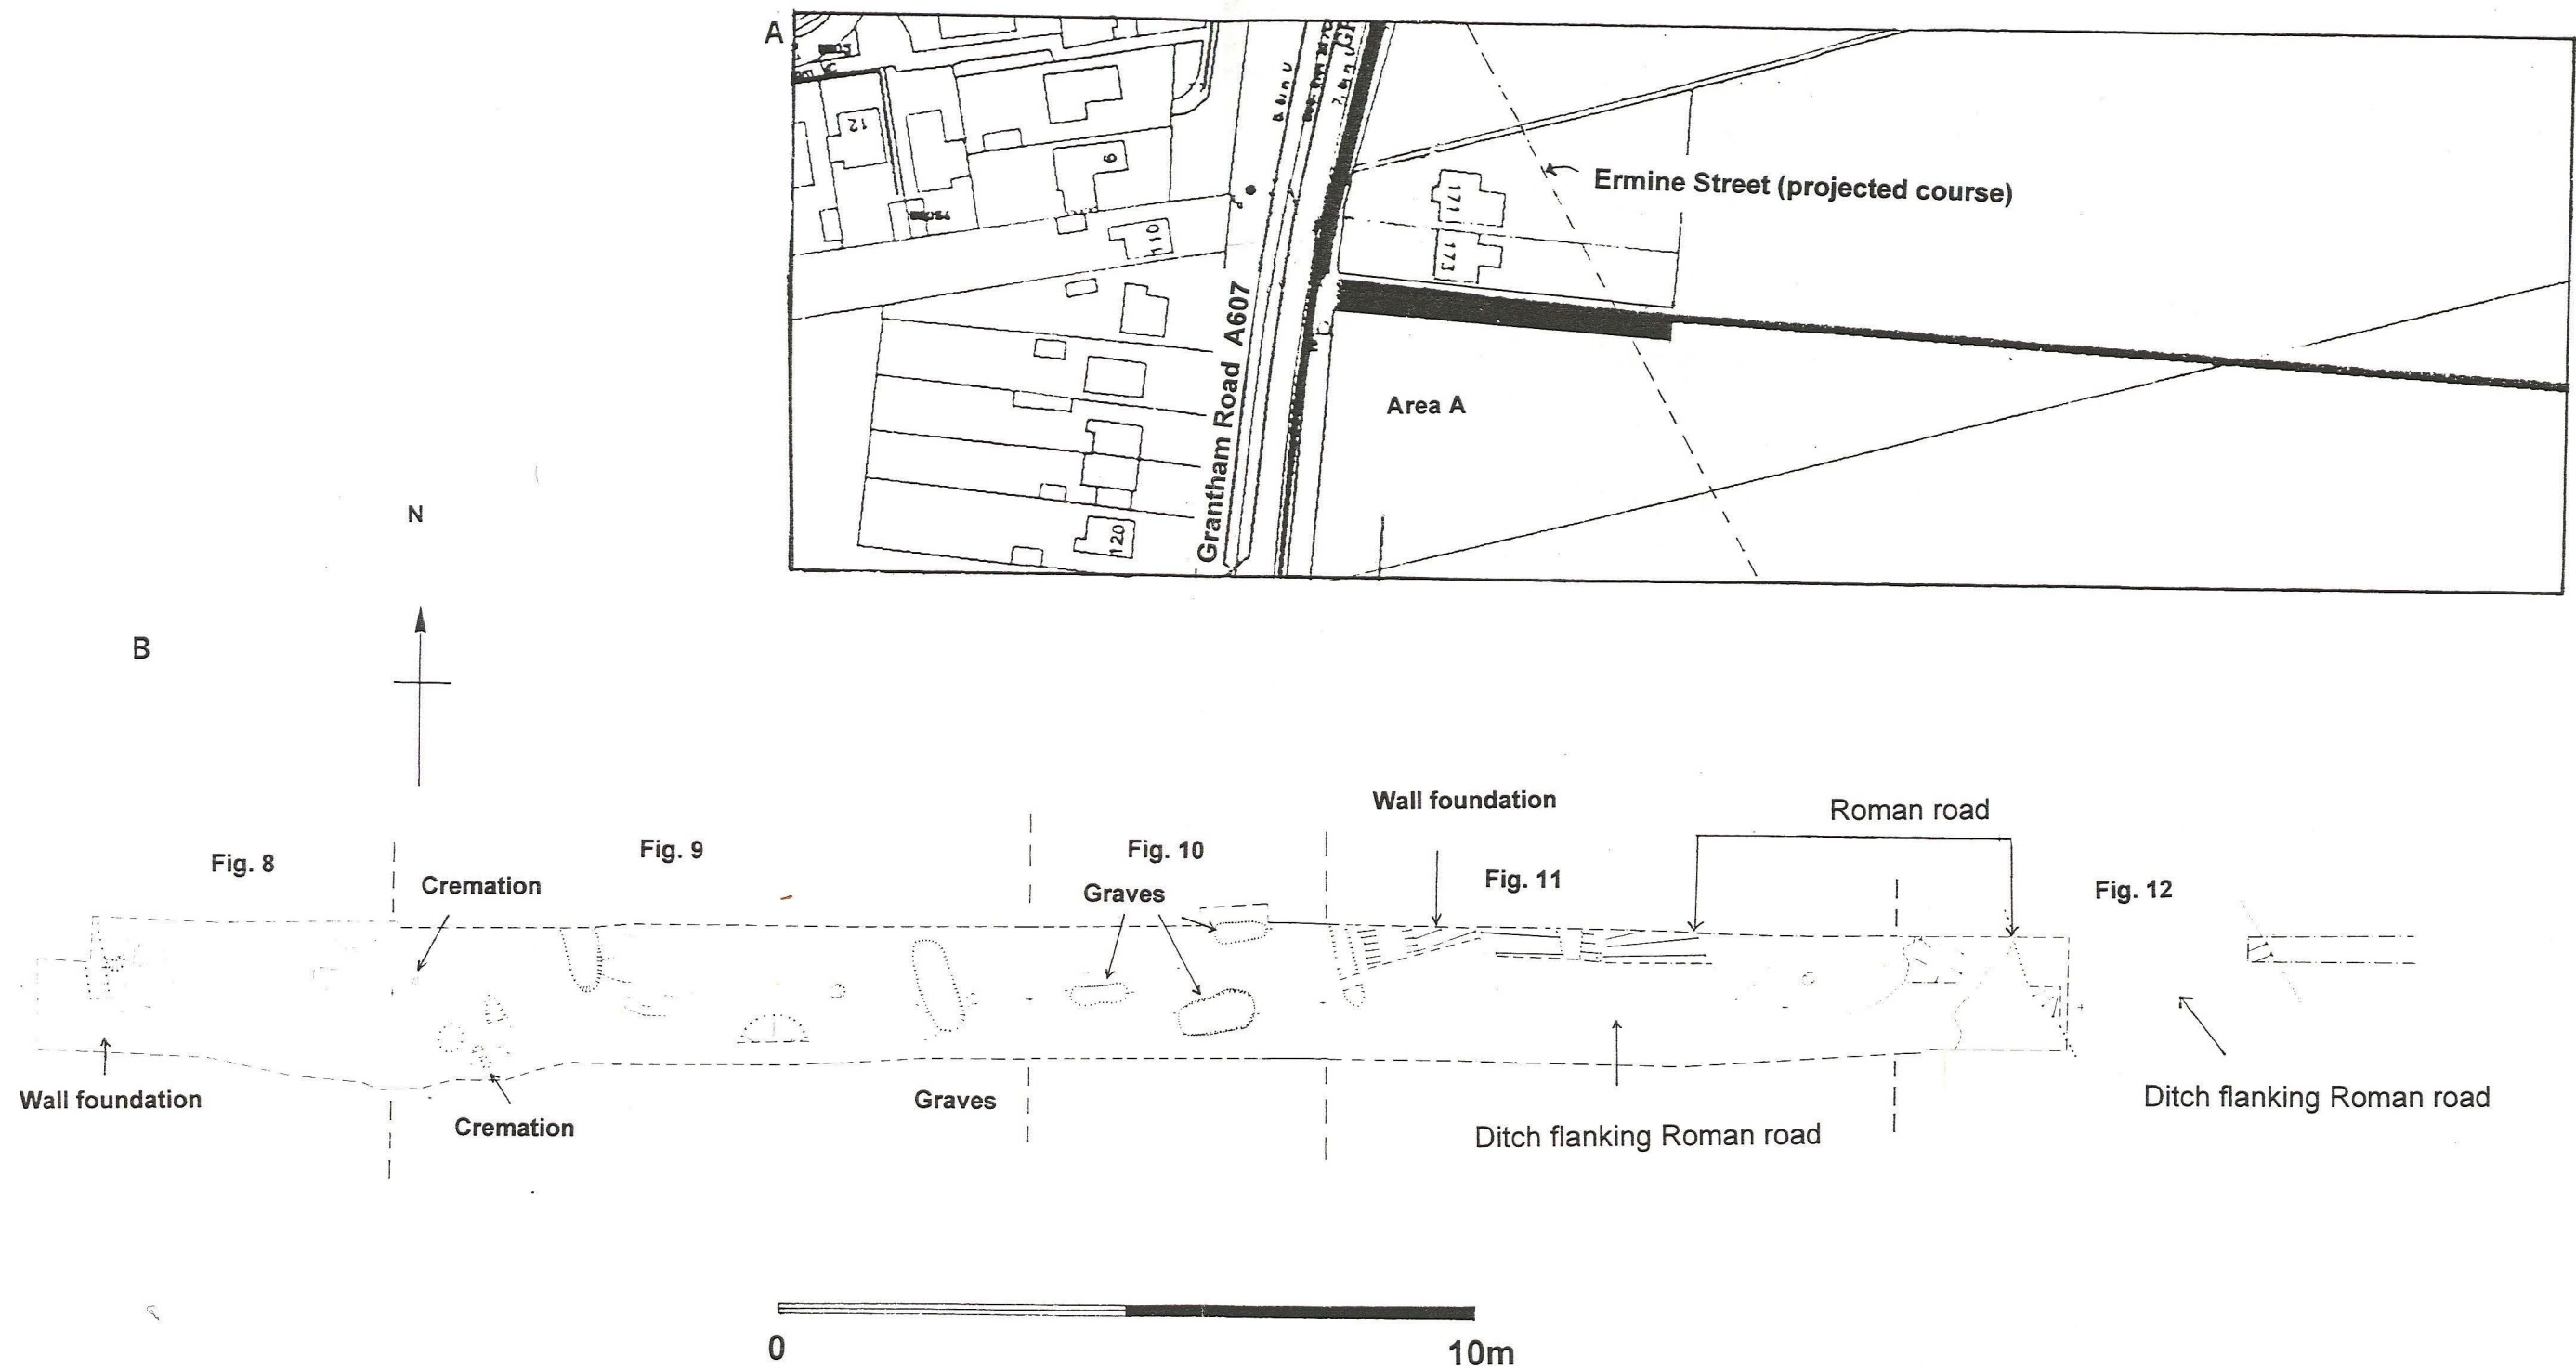 A
12
6
110
171
173
Ermine Street (projected course)
Grantham Road A607
Area A
120
N
B
Wall foundation
Roman road
Fig. 8
Fig. 9
Fig. 10
Fig. 11
Fig. 12
Cremation
Graves
Wall foundation
Cremation
Graves
Ditch flanking Roman road
Ditch flanking Roman road
0
10m